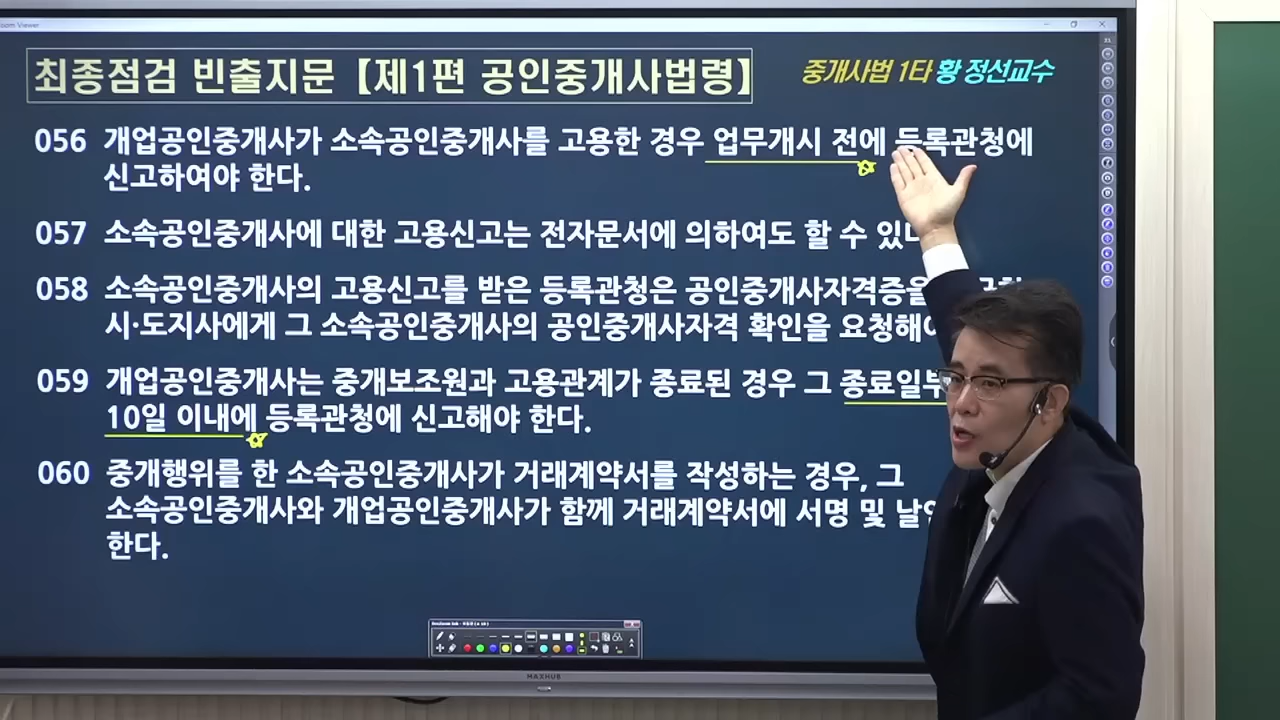 최종점검 빈출지문【제1편 공인중개사법령】
중개사법 1타 황 정선교수
056 개업공인중개사가 소속공인중개사를 고용한 경우 업무개시 전에 등록관청에
신고하여야 한다.
057 소속공인중개사에 대한 고용신고는 전자문서에 의하여도 할 수
058 소속공인중개사의 고용신고를 받은 등록관청은 공인중개사자격증을
시·도지사에게 그 소속공인중개사의 공인중개사자격 확인을
059 개업공인중개사는 중개보조원과 고용관계가 종료된 경우 그
10일 이내에 등록관청에 신고해야 한다.
060 중개행위를 한 소속공인중개사가 거래계약서를 작성하는 경우, 그
소속공인중개사와 개업공인중개사가 함께 거래계약서에 서명 및
한다.
MAXHUB